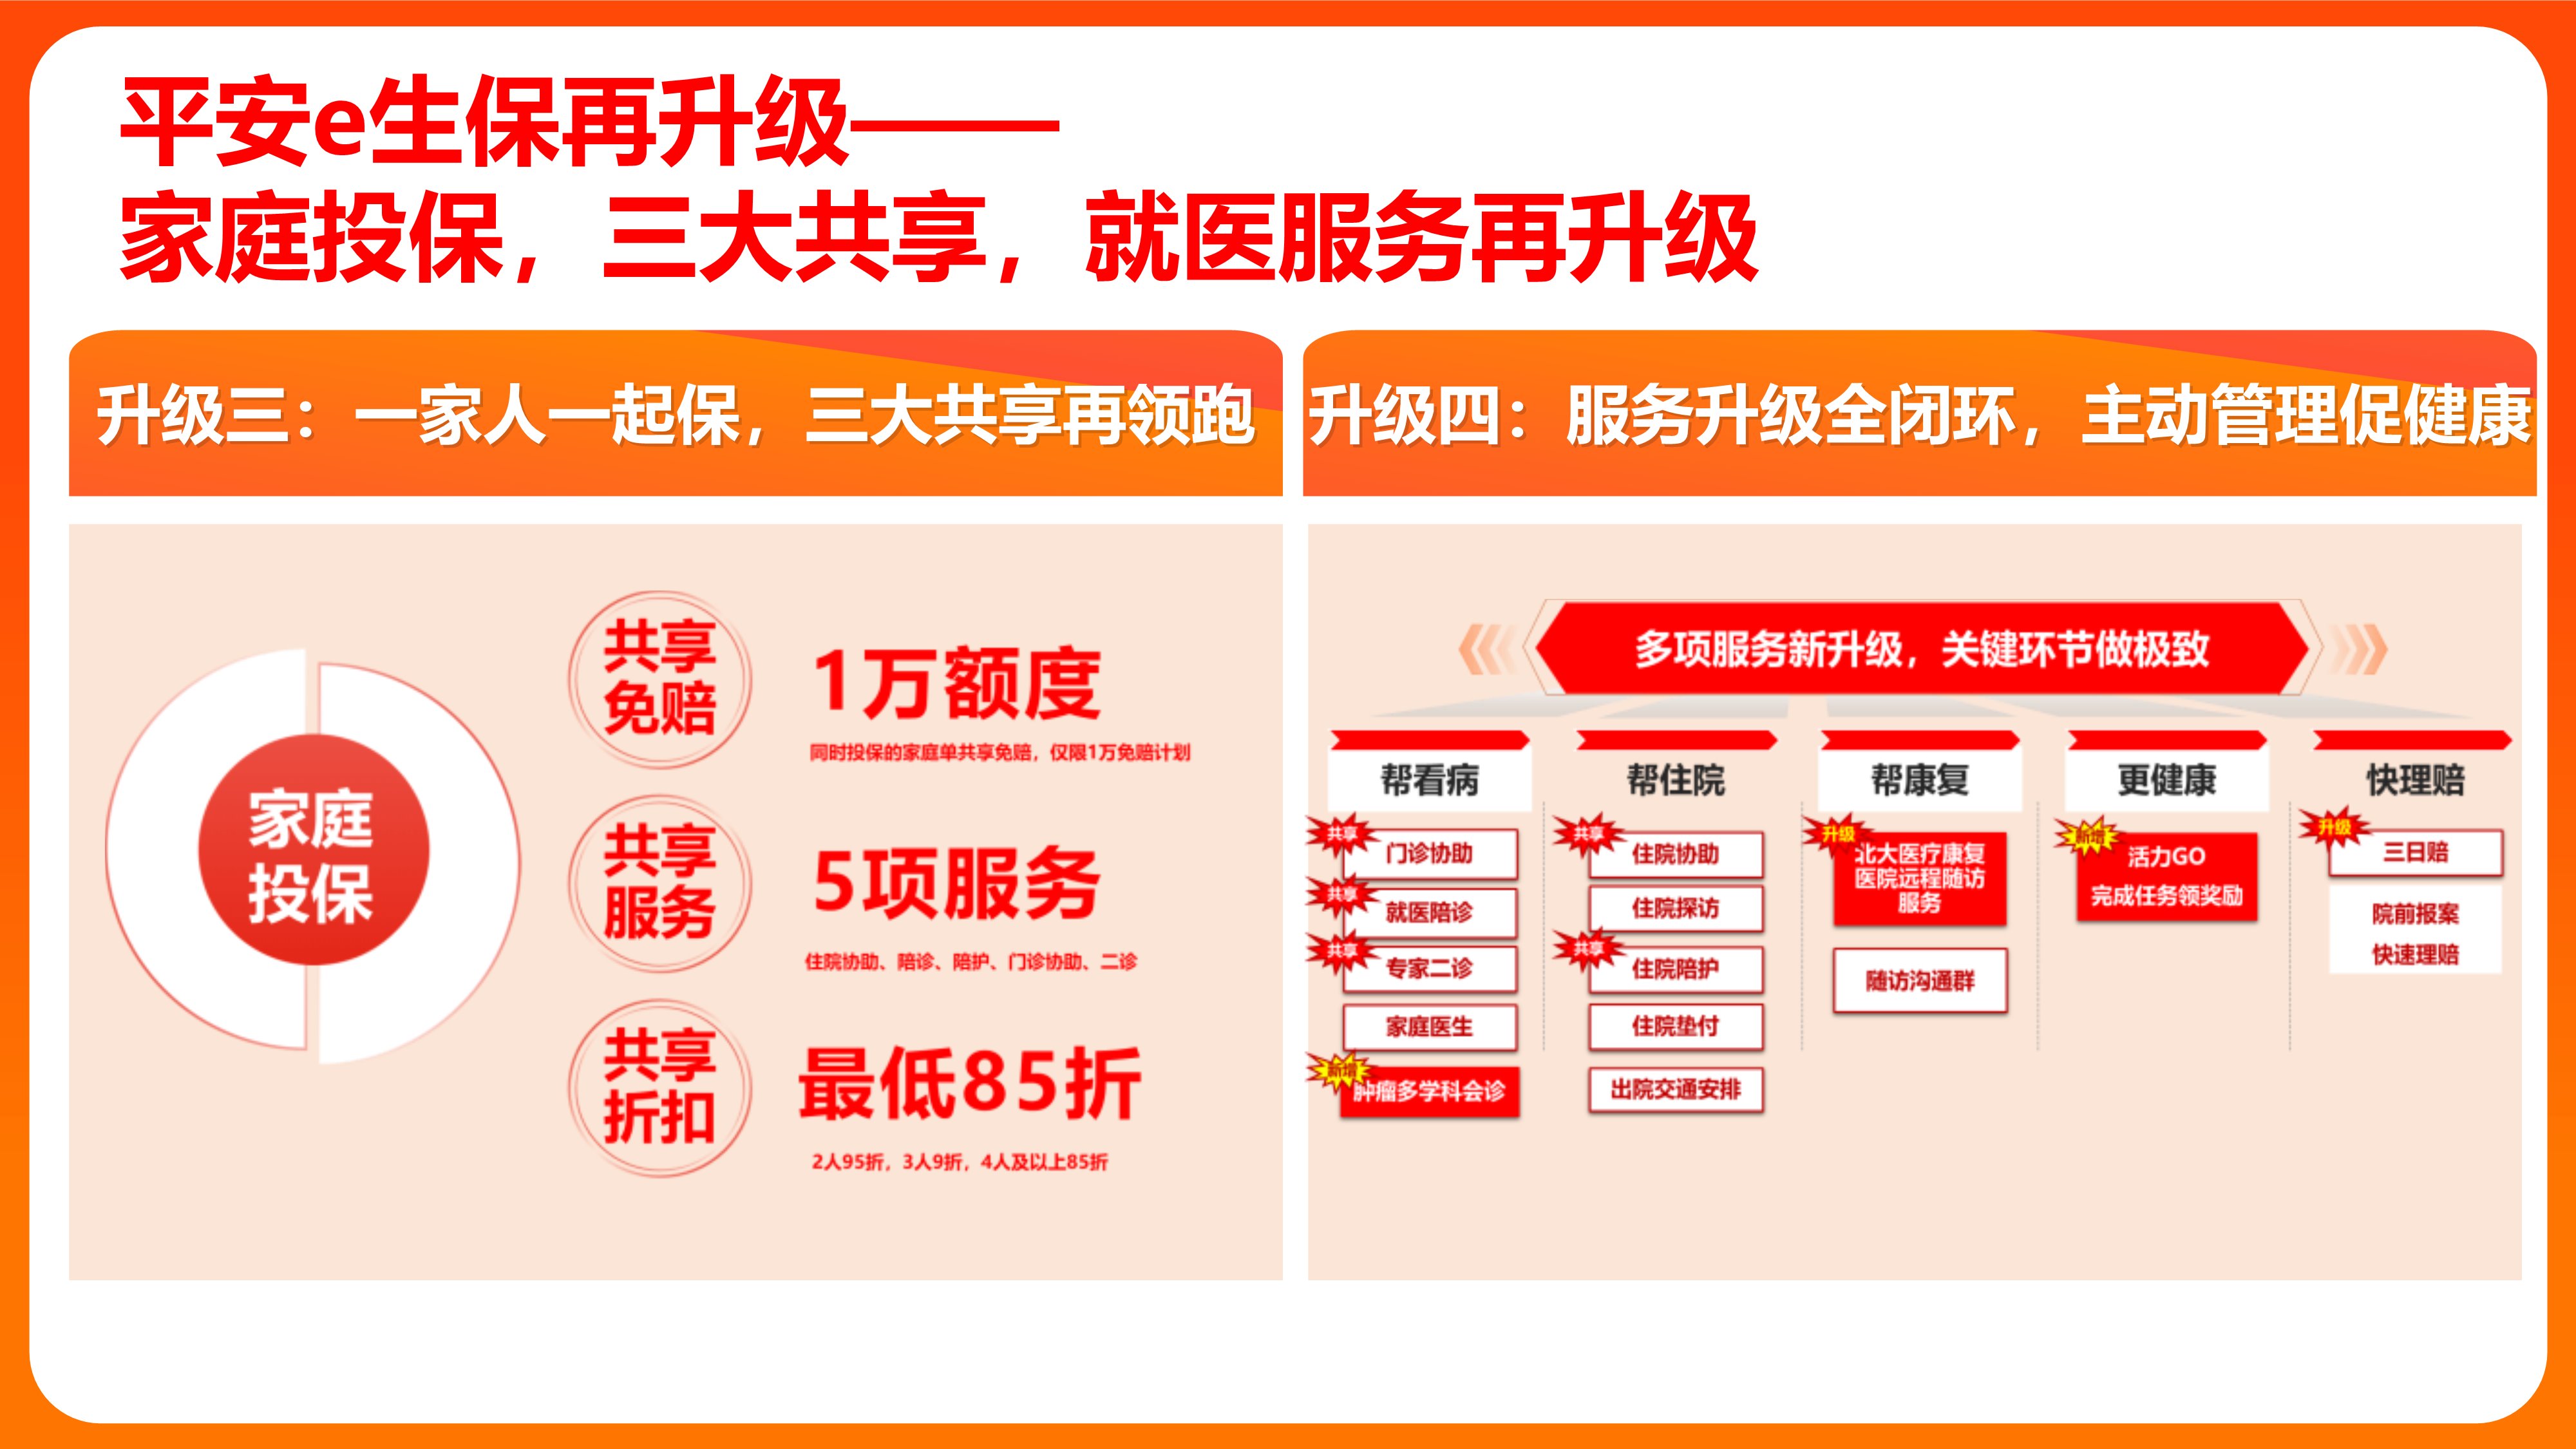 平安e生保再升级——
家庭投保，三大共享，就医服务再升级
升级三：一家人一起保，三大共享再领跑
家庭
投保
共享
免赔
1万额度
同时投保的家庭单共享免赔，仅限1万免赔计划
共享
服务
5项服务
住院协助、陪诊、陪护、门诊协助、二诊
共享
折扣
最低85折
2人95折，3人9折，4人及以上85折
升级四：服务升级全闭环，主动管理促健康
多项服务新升级，关键环节做极致
帮看病
共享
门诊协助
共享
就医陪诊
共享
专家二诊
家庭医生
新增
肿瘤多学科会诊
帮住院
共享
住院协助
住院探访
共享
住院陪护
住院垫付
出院交通安排
帮康复
升级
北大医疗康复
医院远程随访
服务
随访沟通群
更健康
新增
活力GO
完成任务领奖励
快理赔
升级
三日赔
院前报案
快速理赔